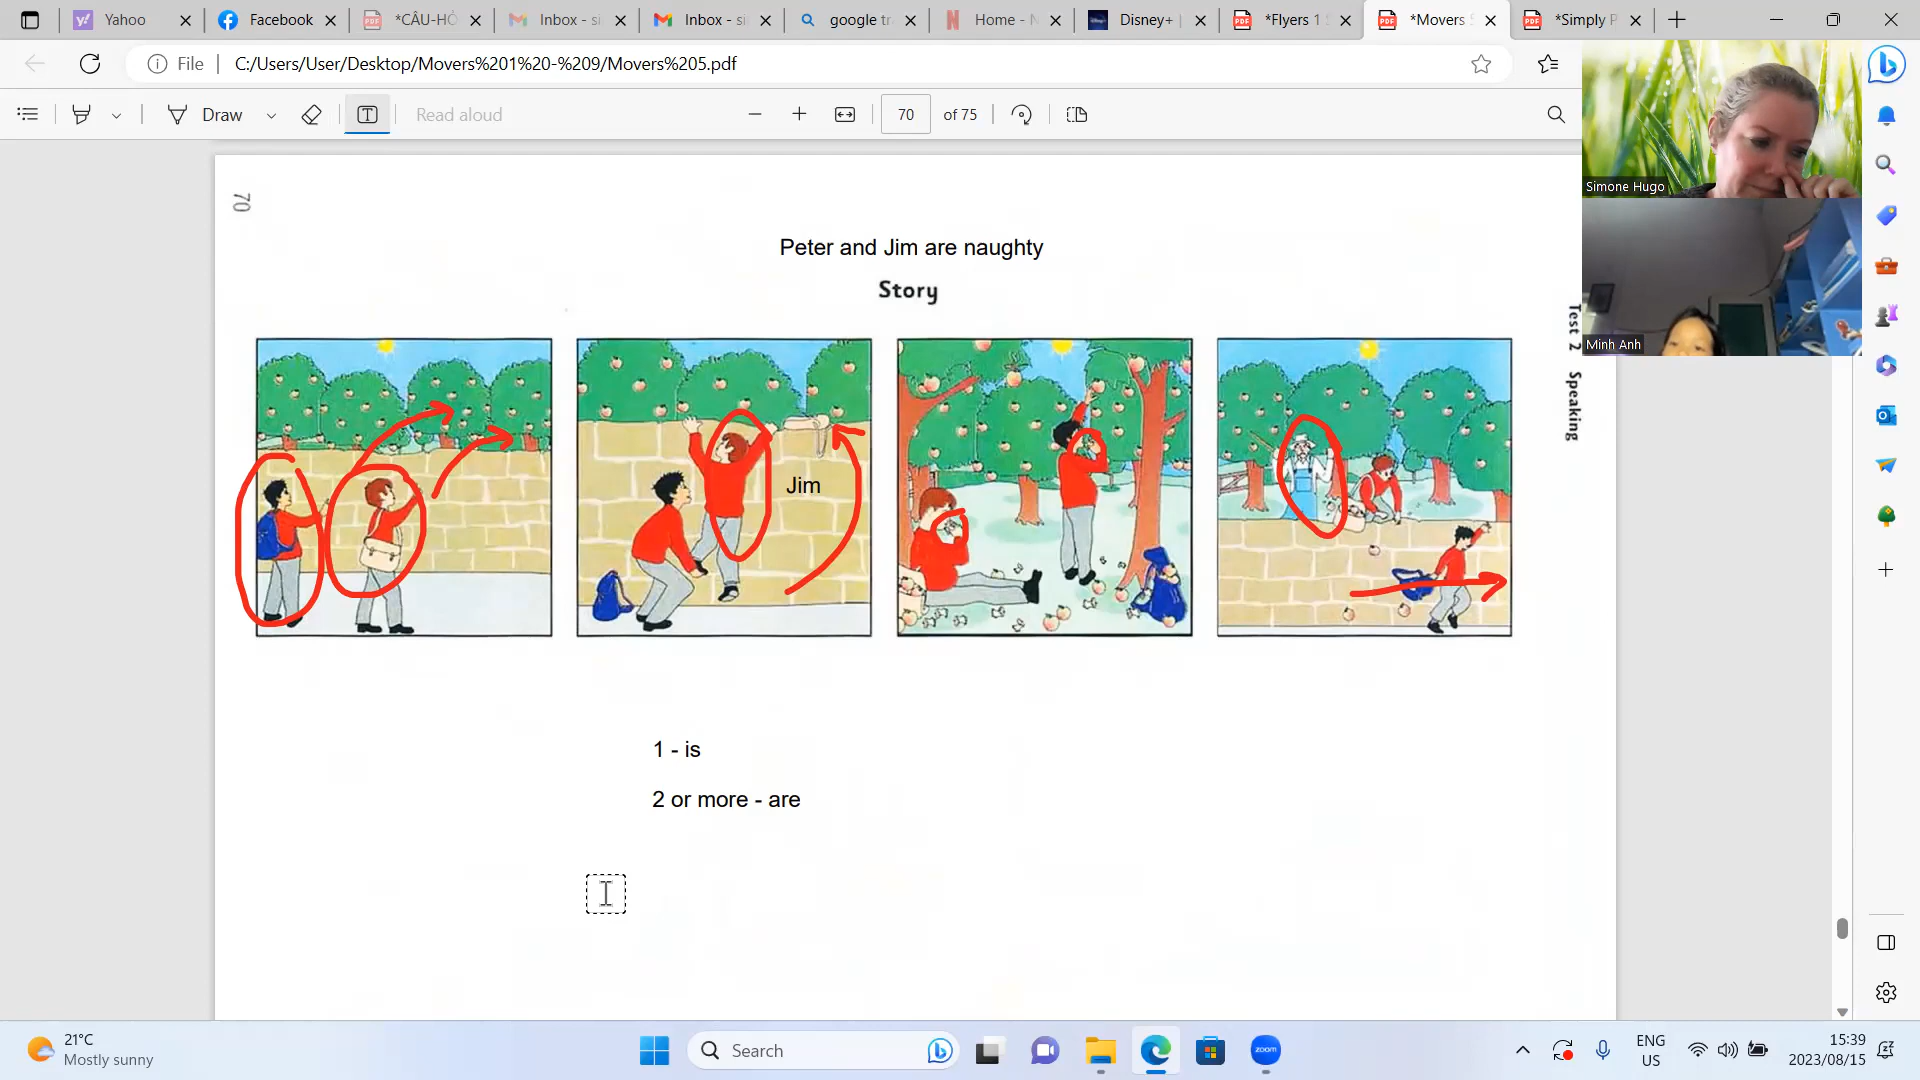 Yahoo
Facebook
*CÂU-HỎ
Inbox - si
Inbox - si
google tra
Home - N
Disney+ |
*Flyers 1 S
*Movers 5
*Simply P
File
C:/Users/User/Desktop/Movers%201%20-%209/Movers%205.pdf
Draw
Read aloud
70
of 75
Simone Hugo
Minh Anh
70
Peter and Jim are naughty
Story
Test 2 Speaking
Jim
1 - is
2 or more - are
21°C
Mostly sunny
Search
zoom
ENG
US
15:39
2023/08/15